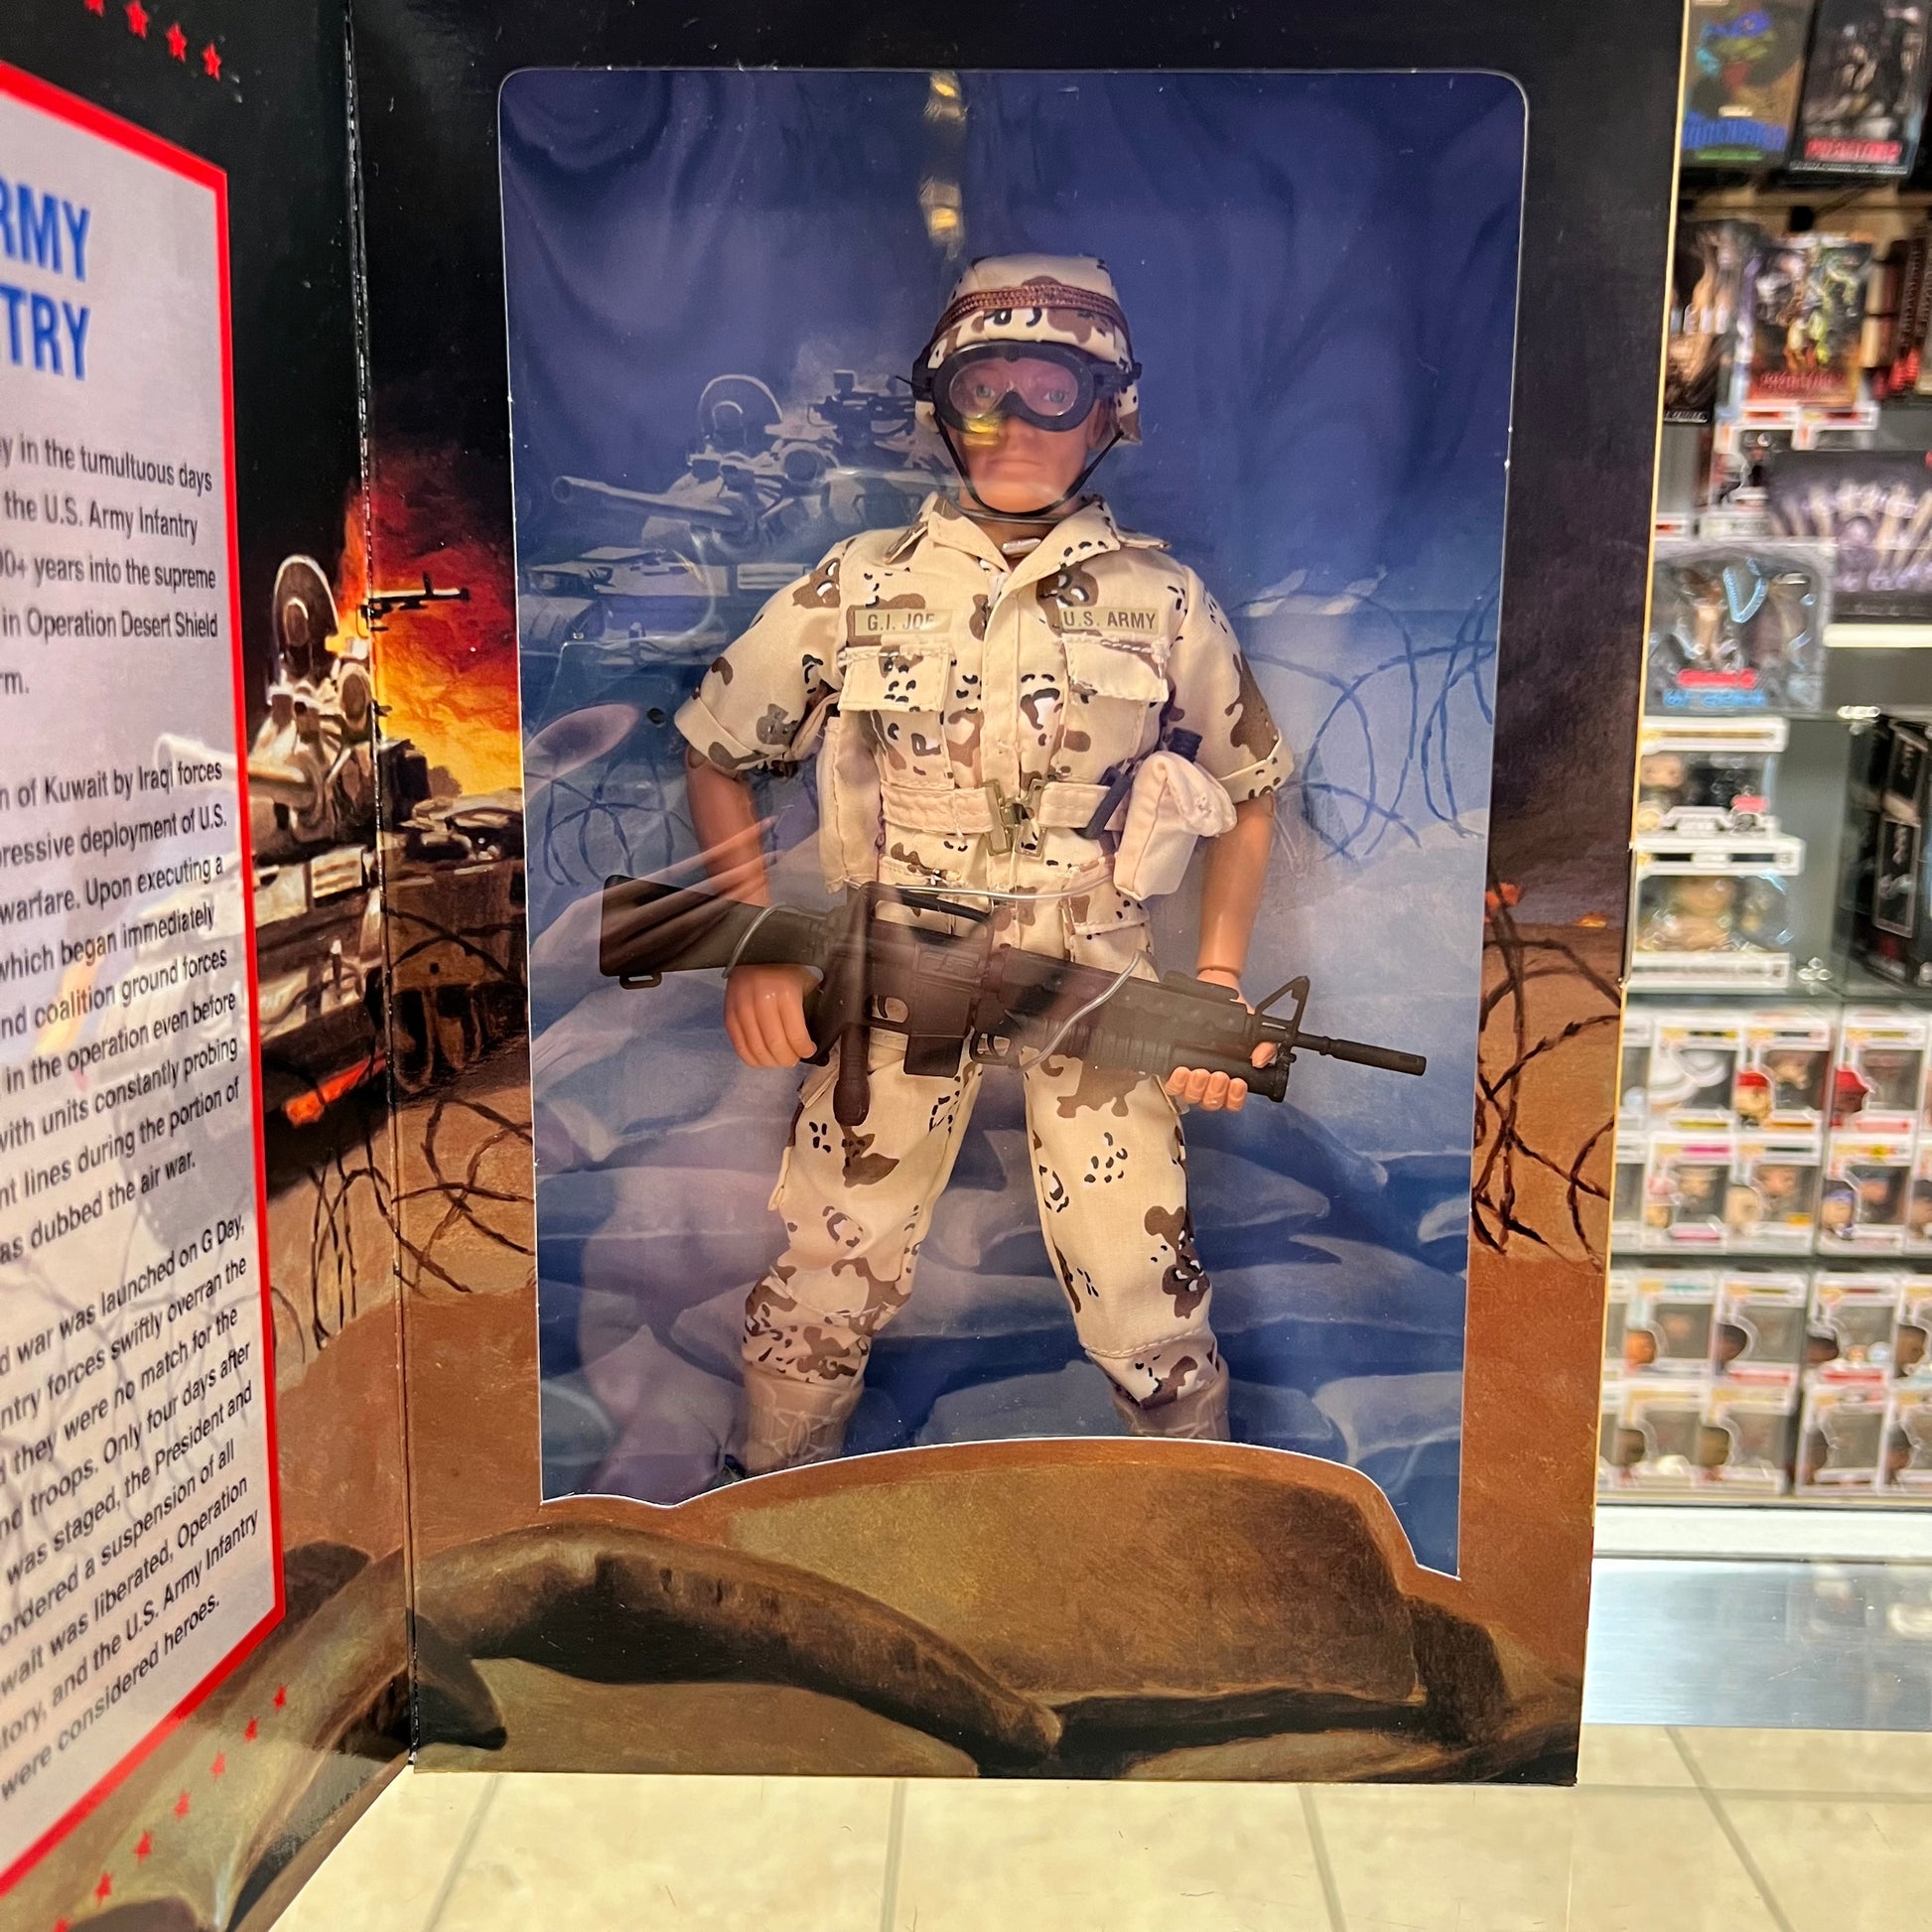 RMY
TRY
y in the tumultuous days
the U.S. Army Infantry
0+ years into the supreme
in Operation Desert Shield
rm.
n of Kuwait by Iraqi forces
pressive deployment of U.S.
warfare. Upon executing a
which began immediately
nd coalition ground forces
in the operation even before
with units constantly probing
nt lines during the portion of
as dubbed the air war.
d war was launched on G Day,
ntry forces swiftly overran the
d they were no match for the
nd troops. Only four days after
was staged, the President and
ordered a suspension of all
wait was liberated, Operation
tory, and the U.S. Army Infantry
were considered heroes.
G.I. JOE
U.S. ARMY